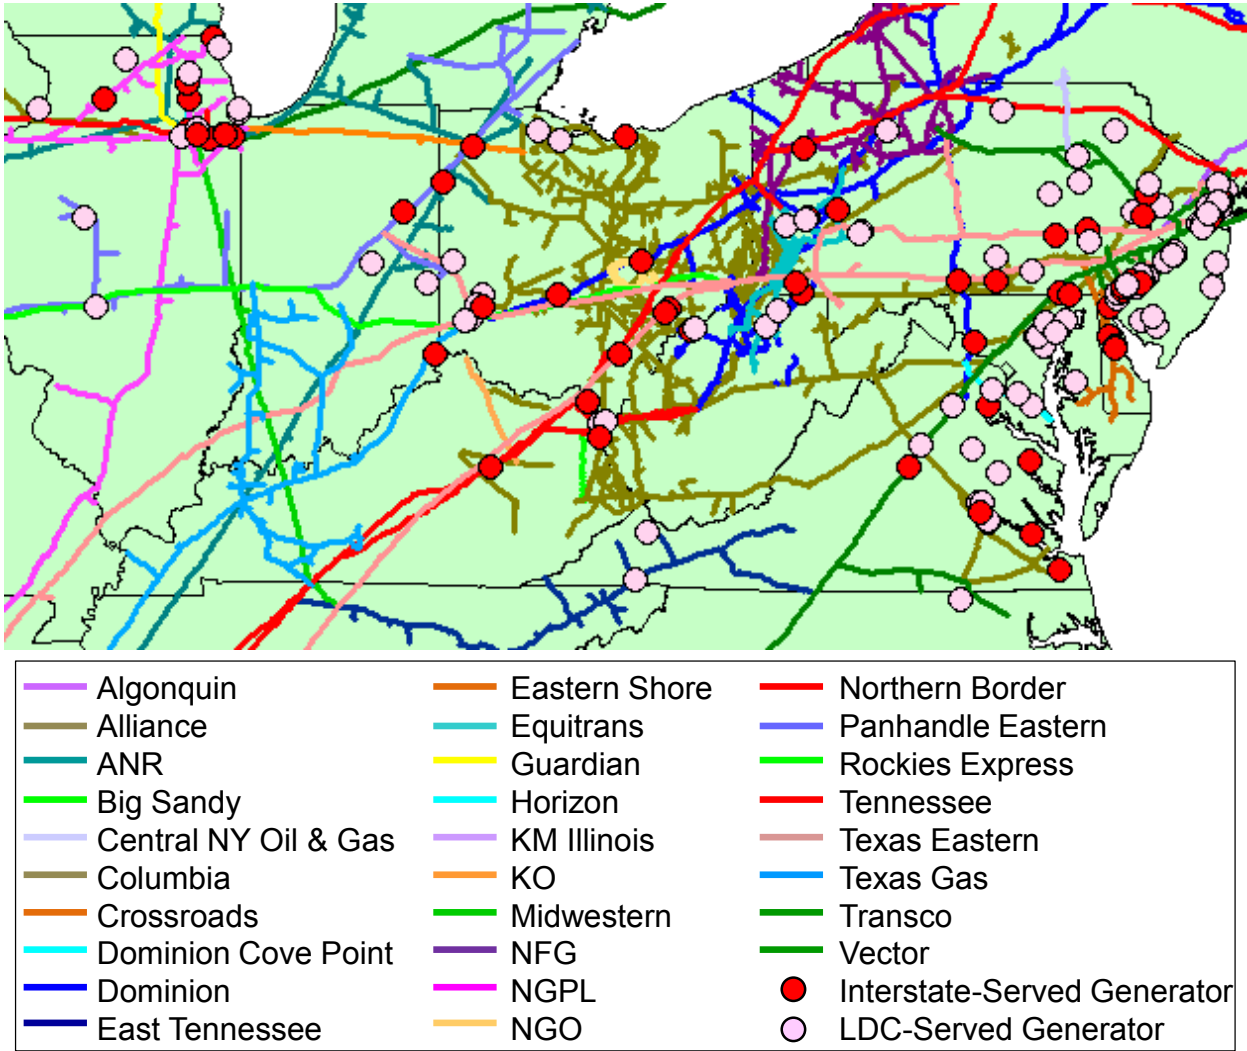 Algonquin
Alliance
ANR
Big Sandy
Central NY Oil & Gas
Columbia
Crossroads
Dominion Cove Point
Dominion
East Tennessee
Eastern Shore
Equitrans
Guardian
Horizon
KM Illinois
KO
Midwestern
NFG
NGPL
NGO
Northern Border
Panhandle Eastern
Rockies Express
Tennessee
Texas Eastern
Texas Gas
Transco
Vector
Interstate-Served Generator
LDC-Served Generator